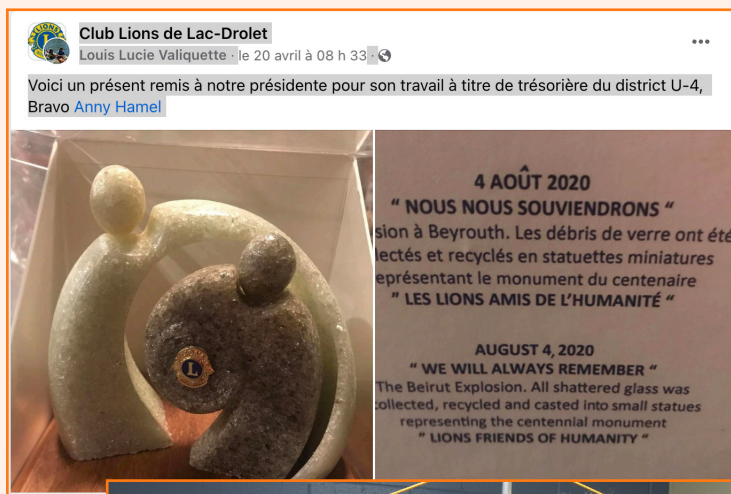 Club Lions de Lac-Drolet
Louis Lucie Valiquette · le 20 avril à 08 h 33 ·
Voici un présent remis à notre présidente pour son travail à titre de trésorière du district U-4,
Bravo Anny Hamel
L
4 AOÛT 2020
" NOUS NOUS SOUVIENDRONS "
sion à Beyrouth. Les débris de verre ont été
lectés et recyclés en statuettes miniatures
eprésentant le monument du centenaire
" LES LIONS AMIS DE L'HUMANITÉ "
AUGUST 4, 2020
" WE WILL ALWAYS REMEMBER "
The Beirut Explosion. All shattered glass was
collected, recycled and casted into small statues
representing the centennial monument
" LIONS FRIENDS OF HUMANITY "